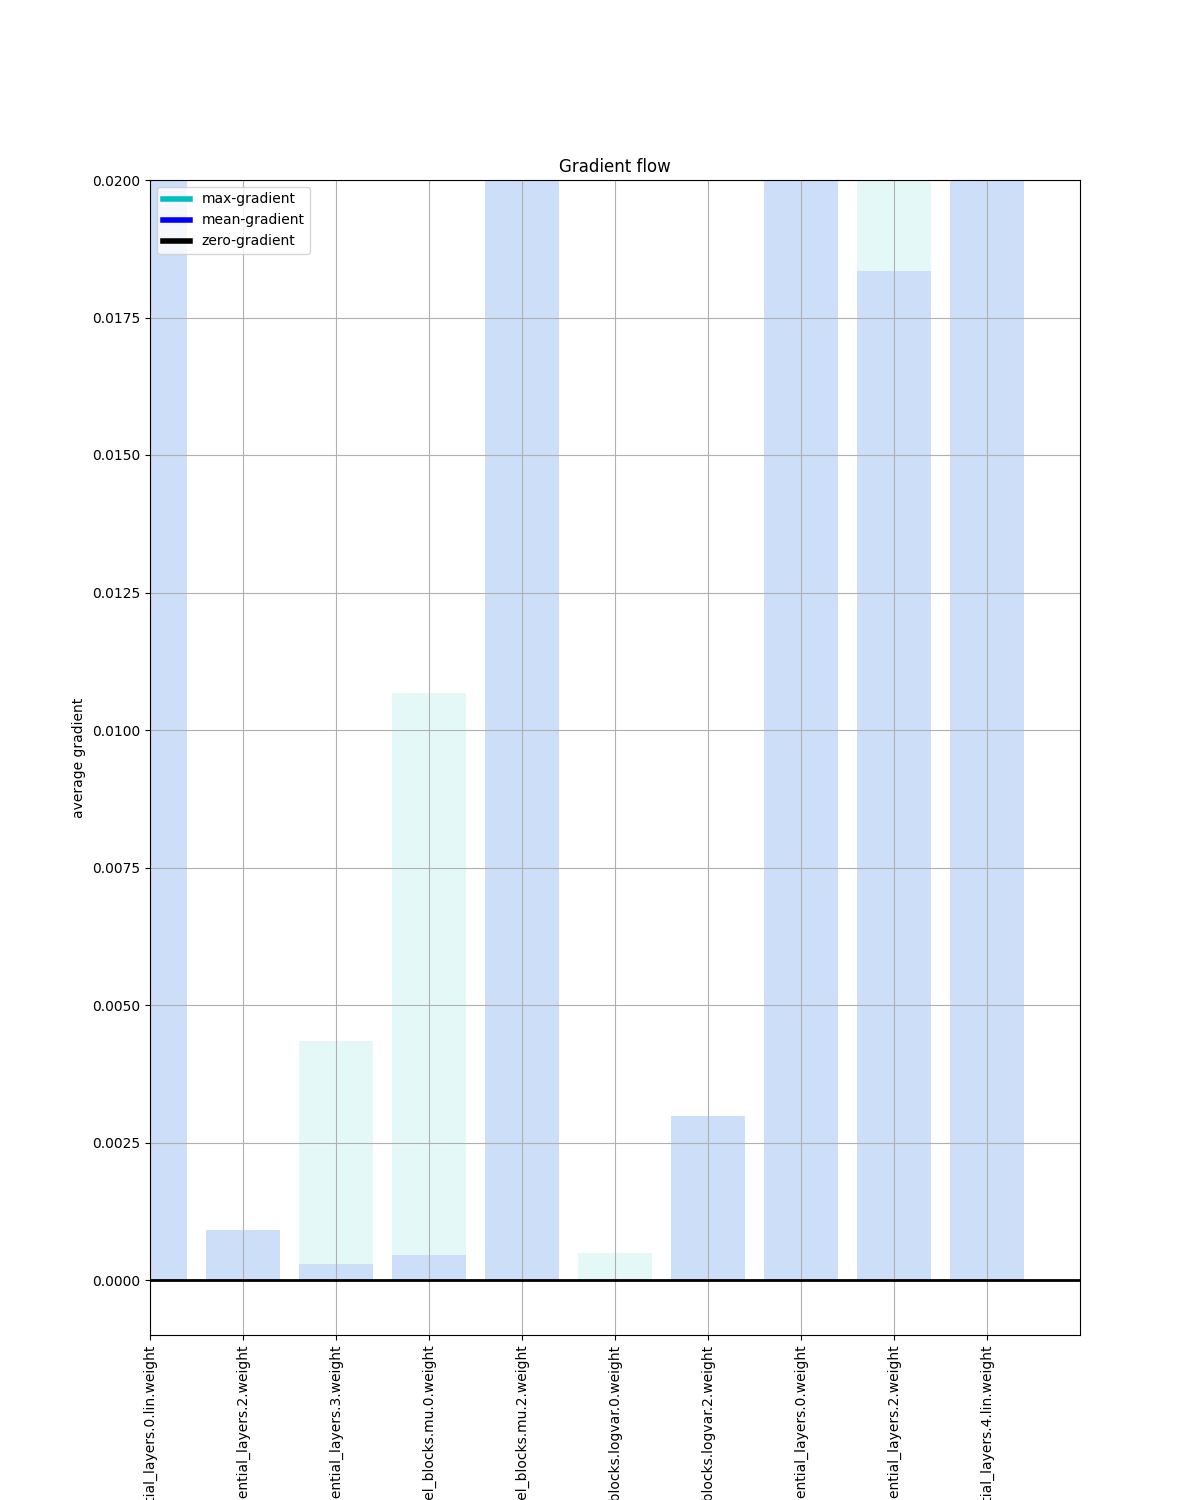 Gradient flow
max-gradient
mean-gradient
zero-gradient
0.0200
0.0175
0.0150
0.0125
0.0100
0.0075
0.0050
0.0025
0.0000
average gradient
tial_layers.0.lin.weight
ential_layers.2.weight
ential_layers.3.weight
el_blocks.mu.0.weight
el_blocks.mu.2.weight
blocks.logvar.0.weight
blocks.logvar.2.weight
ential_layers.0.weight
ential_layers.2.weight
tial_layers.4.lin.weight